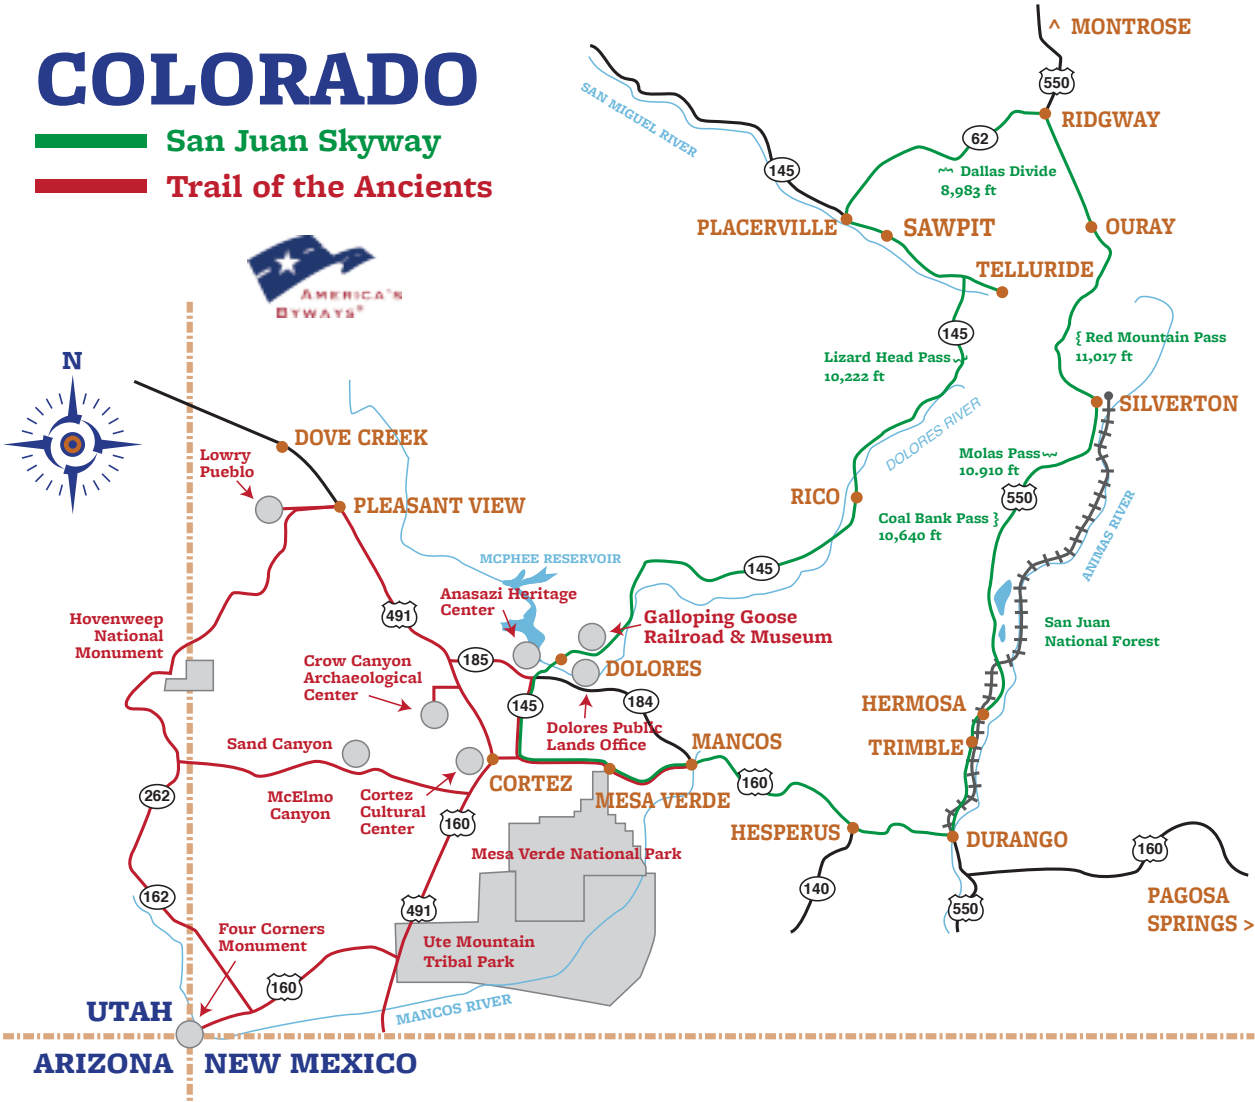 COLORADO
San Juan Skyway
Trail of the Ancients
AMERICA'S
BYWAYS®
N
^ MONTROSE
550
RIDGWAY
62
Dallas Divide
8,983 ft
SAN MIGUEL RIVER
145
PLACERVILLE
SAWPIT
OURAY
TELLURIDE
145
Lizard Head Pass
10,222 ft
{ Red Mountain Pass
11,017 ft
SILVERTON
DOLORES RIVER
Molas Pass
10.910 ft
550
Coal Bank Pass }
10,640 ft
ANIMAS RIVER
RICO
145
DOVE CREEK
Lowry
Pueblo
PLEASANT VIEW
MCPHEE RESERVOIR
Anasazi Heritage
Center
491
Galloping Goose
Railroad & Museum
San Juan
National Forest
Hovenweep
National
Monument
185
DOLORES
Crow Canyon
Archaeological
Center
145
184
Dolores Public
Lands Office
HERMOSA
TRIMBLE
Sand Canyon
MANCOS
CORTEZ
160
MESA VERDE
McElmo
Canyon
Cortez
Cultural
Center
262
160
HESPERUS
DURANGO
Mesa Verde National Park
160
140
162
491
550
PAGOSA
SPRINGS >
Four Corners
Monument
Ute Mountain
Tribal Park
160
MANCOS RIVER
UTAH
ARIZONA
NEW MEXICO